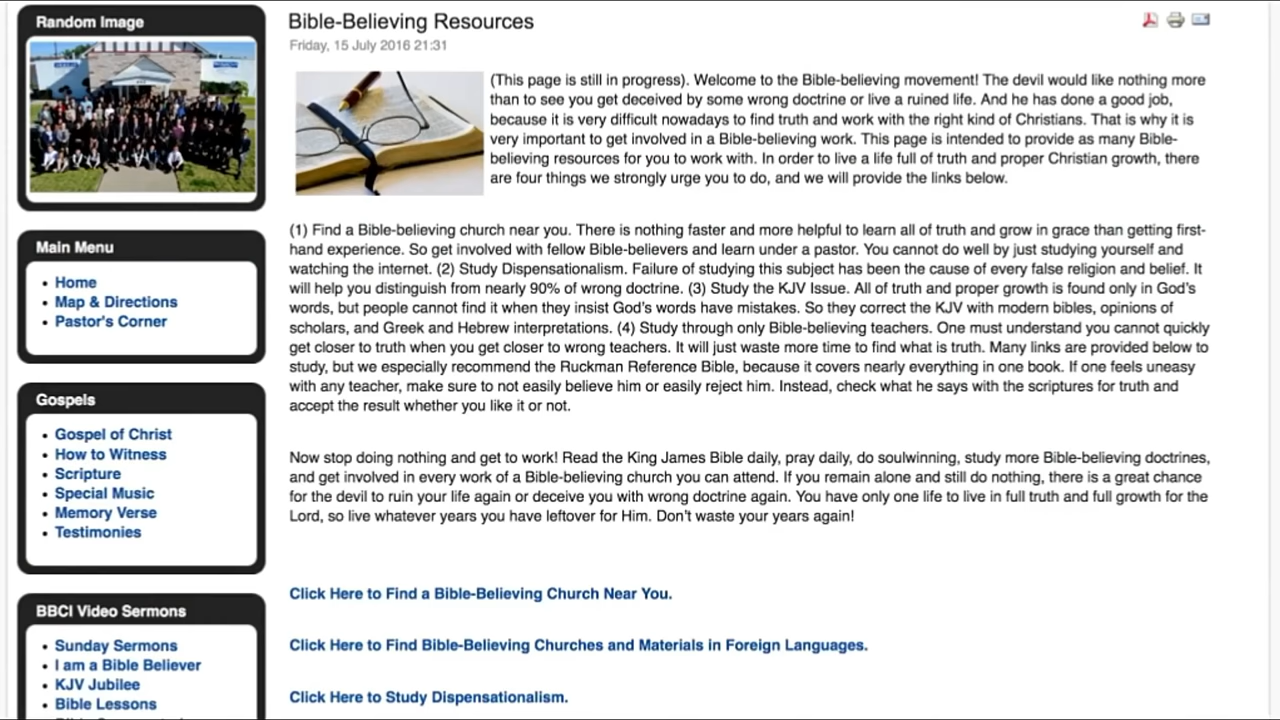 Random Image
Main Menu
Home
Map & Directions
Pastor's Corner
Gospels
Gospel of Christ
How to Witness
Scripture
Special Music
Memory Verse
Testimonies
BBCI Video Sermons
Sunday Sermons
I am a Bible Believer
KJV Jubilee
Bible Lessons
Bible-Believing Resources
Friday, 15 July 2016 21:31
(This page is still in progress). Welcome to the Bible-believing movement! The devil would like nothing more
than to see you get deceived by some wrong doctrine or live a ruined life. And he has done a good job,
because it is very difficult nowadays to find truth and work with the right kind of Christians. That is why it is
very important to get involved in a Bible-believing work. This page is intended to provide as many Bible-
believing resources for you to work with. In order to live a life full of truth and proper Christian growth, there
are four things we strongly urge you to do, and we will provide the links below.
(1) Find a Bible-believing church near you. There is nothing faster and more helpful to learn all of truth and grow in grace than getting first-
hand experience. So get involved with fellow Bible-believers and learn under a pastor. You cannot do well by just studying yourself and
watching the internet. (2) Study Dispensationalism. Failure of studying this subject has been the cause of every false religion and belief. It
will help you distinguish from nearly 90% of wrong doctrine. (3) Study the KJV Issue. All of truth and proper growth is found only in God's
words, but people cannot find it when they insist God's words have mistakes. So they correct the KJV with modern bibles, opinions of
scholars, and Greek and Hebrew interpretations. (4) Study through only Bible-believing teachers. One must understand you cannot quickly
get closer to truth when you get closer to wrong teachers. It will just waste more time to find what is truth. Many links are provided below to
study, but we especially recommend the Ruckman Reference Bible, because it covers nearly everything in one book. If one feels uneasy
with any teacher, make sure to not easily believe him or easily reject him. Instead, check what he says with the scriptures for truth and
accept the result whether you like it or not.
Now stop doing nothing and get to work! Read the King James Bible daily, pray daily, do soulwinning, study more Bible-believing doctrines,
and get involved in every work of a Bible-believing church you can attend. If you remain alone and still do nothing, there is a great chance
for the devil to ruin your life again or deceive you with wrong doctrine again. You have only one life to live in full truth and full growth for the
Lord, so live whatever years you have leftover for Him. Don't waste your years again!
Click Here to Find a Bible-Believing Church Near You.
Click Here to Find Bible-Believing Churches and Materials in Foreign Languages.
Click Here to Study Dispensationalism.